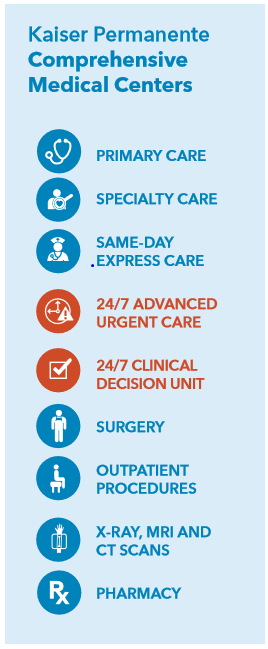 Kaiser Permanente
Comprehensive
Medical Centers
PRIMARY CARE
SPECIALTY CARE
SAME-DAY
EXPRESS CARE
24/7 ADVANCED
URGENT CARE
24/7 CLINICAL
DECISION UNIT
SURGERY
OUTPATIENT
PROCEDURES
X-RAY, MRI AND
CT SCANS
Rx
PHARMACY